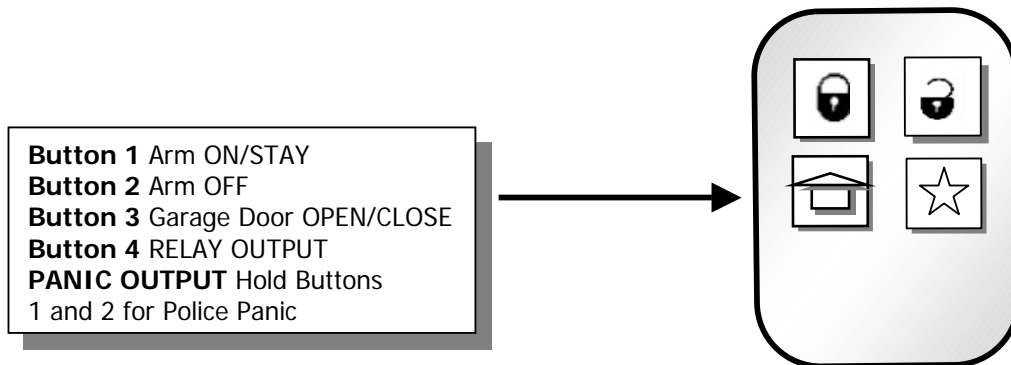 Button 1 Arm ON/STAY
Button 2 Arm OFF
Button 3 Garage Door OPEN/CLOSE
Button 4 RELAY OUTPUT
PANIC OUTPUT Hold Buttons
1 and 2 for Police Panic